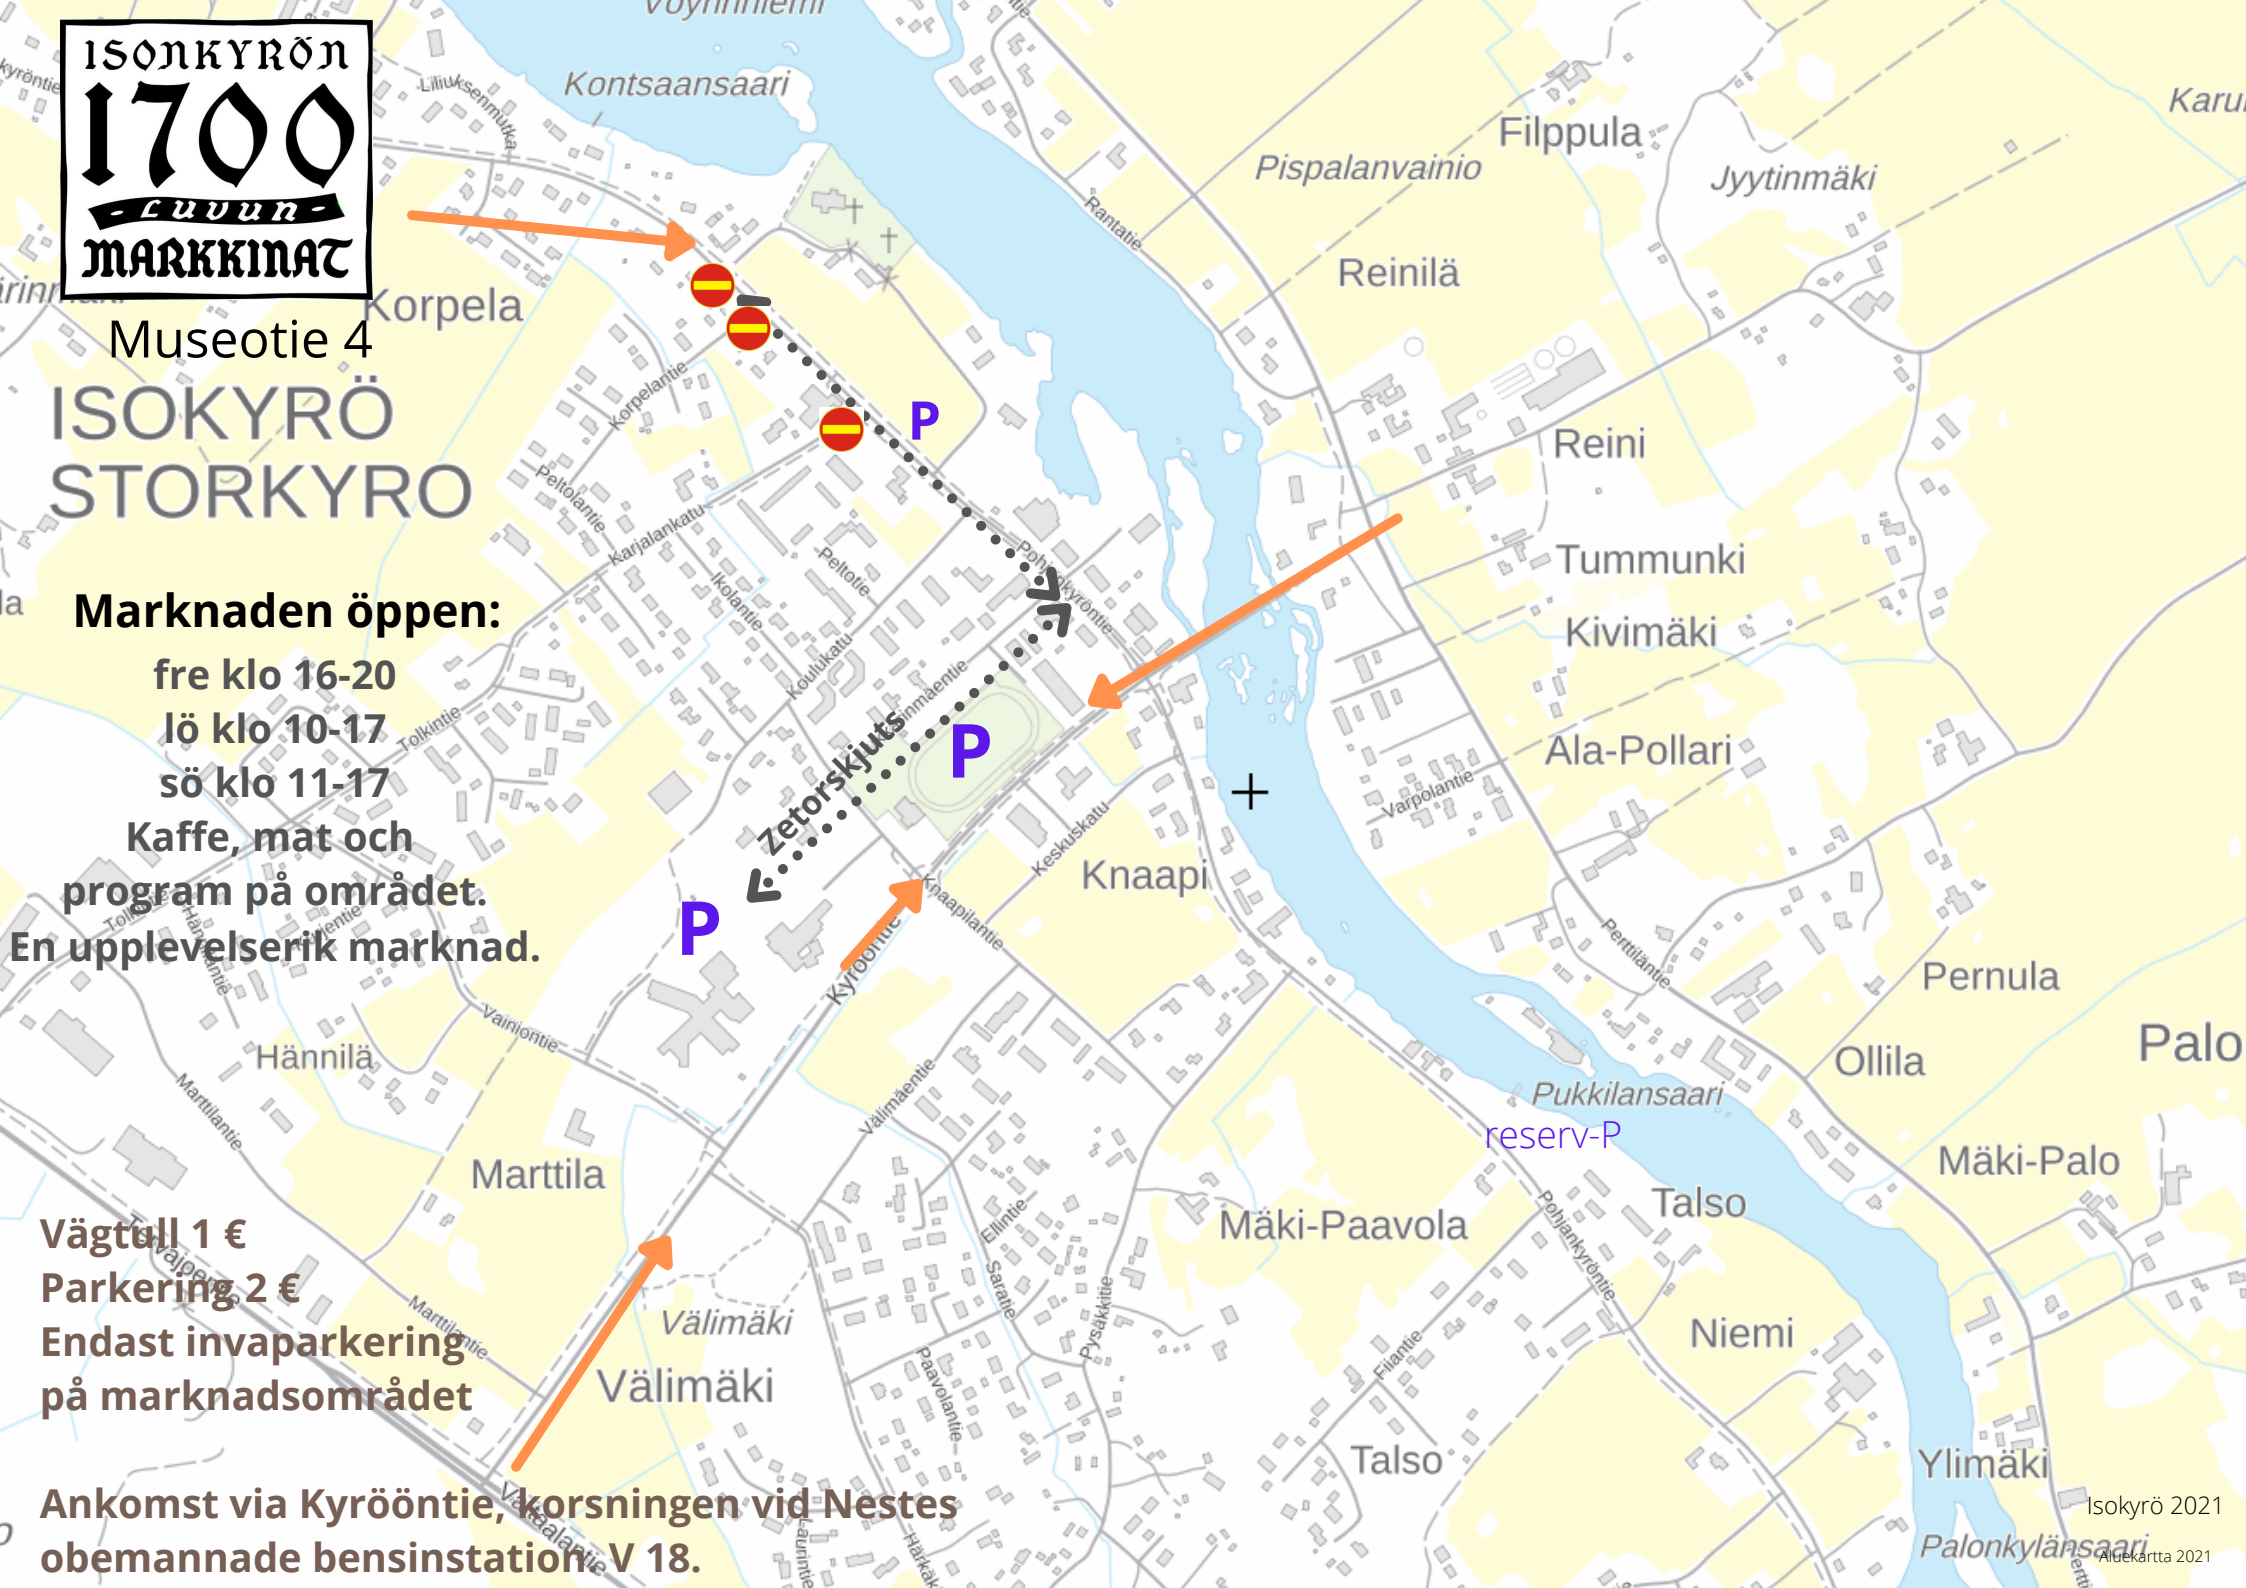 ISONKYRÖN
1700
- LUVUN -
MARKKINAT
Museotie 4
ISOKYRÖ
STORKYRO
Marknaden öppen:
fre klo 16-20
lö klo 10-17
sö klo 11-17
Kaffe, mat och
program på området.
En upplevelserik marknad.
Vägtull 1 €
Parkering 2 €
Endast invaparkering
på marknadsområdet
Ankomst via Kyrööntie, korsningen vid Nestes
obemannade bensinstation. V 18.
Kontsaansaari
Liliuksenmutka
Korpela
Korpelantie
Peltolantie
Karjalankatu
Ikolantie
Peltotie
Koulukatu
Tolkintie
Zetorskjuts
P
P
P
Keskuskatu
Knaapi
Knaapilantie
Kyrööntie
Vainiontie
Hännilä
Marttilantie
Marttila
Marttilantie
Välimäentie
Välimäki
Välimäki
Ellintie
Saratie
Pysäkkitie
Paavolantie
Laurintie
Rantatie
Pispalanvainio
Filppula
Jyytinmäki
Karu
Reinilä
Reini
Tummunki
Kivimäki
Ala-Pollari
Varpolantie
Perttiläntie
Pernula
Ollila
Palo
Pukkilansaari
reserv-P
Mäki-Palo
Talso
Mäki-Paavola
Pohjankyröntie
Niemi
Filantie
Talso
Ylimäki
Isokyrö 2021
Palonkylänsaari
Aluekartta 2021